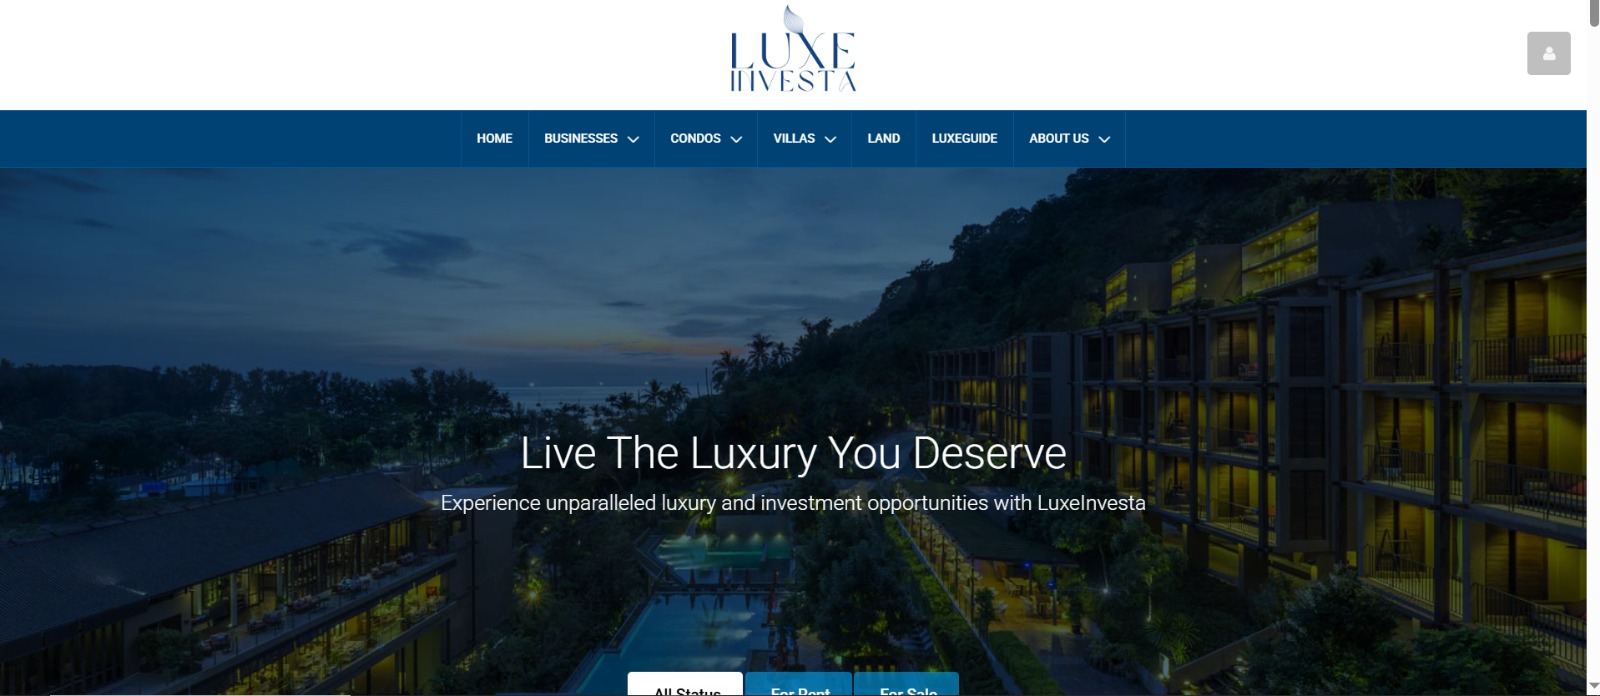 LUXE
INVESTA
HOME BUSINESSES CONDOS VILLAS LAND LUXEGUIDE ABOUT US
Live The Luxury You Deserve
Experience unparalleled luxury and investment opportunities with LuxeInvesta
All Status For Rent For Sale